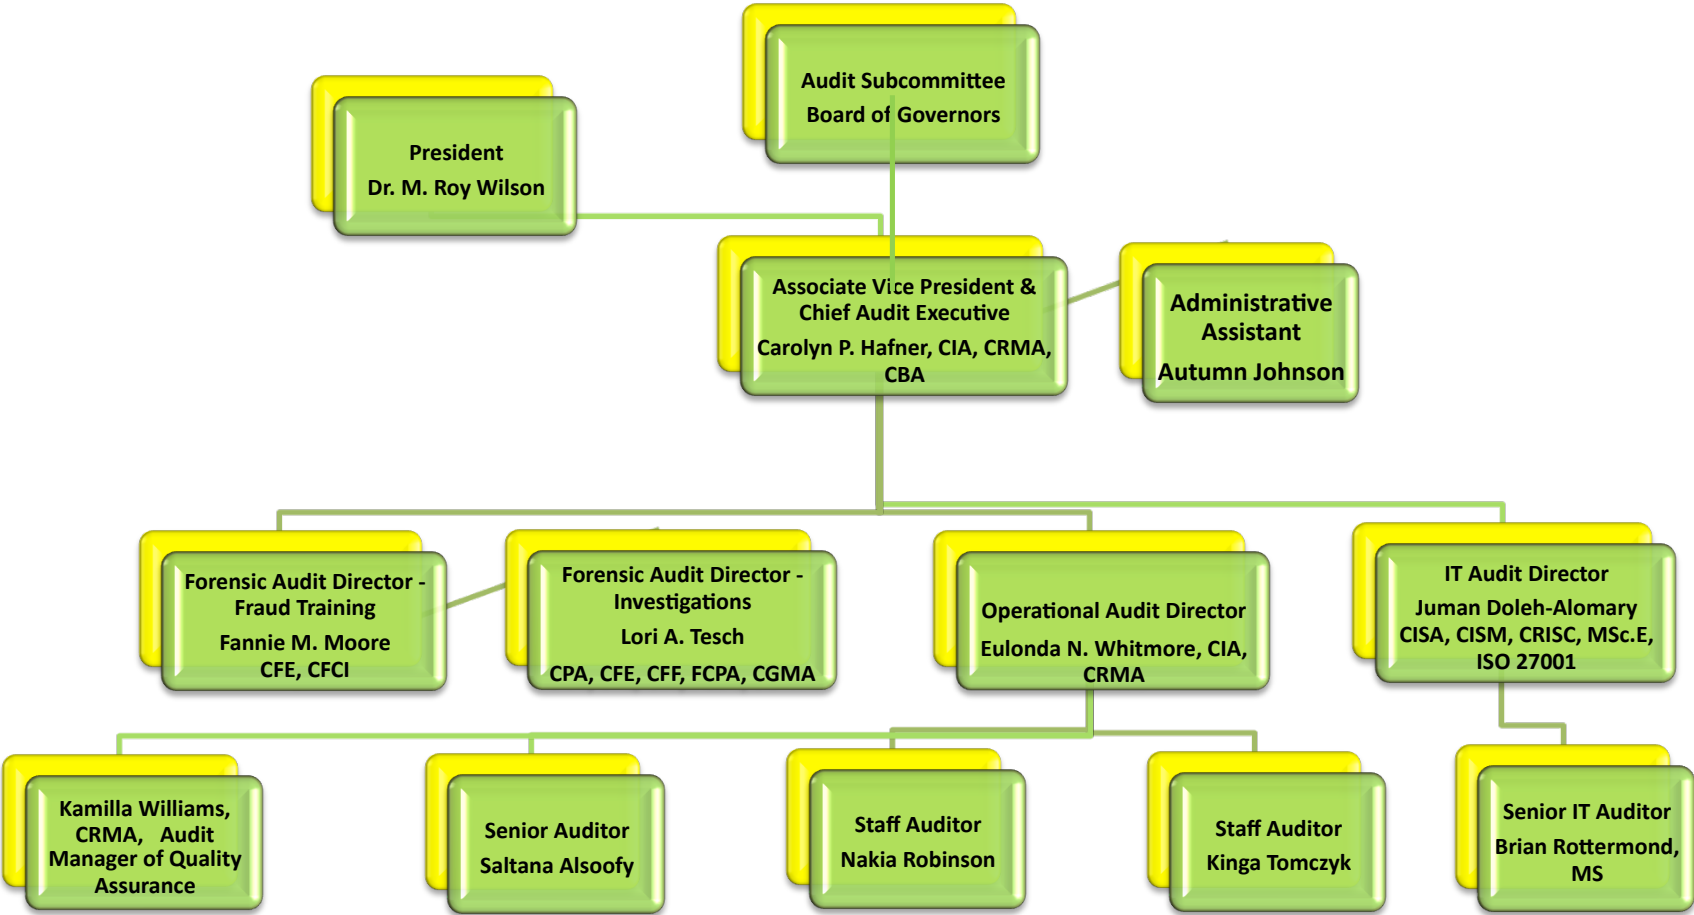 Audit Subcommittee
Board of Governors
President
Dr. M. Roy Wilson
Associate Vice President &
Chief Audit Executive
Carolyn P. Hafner, CIA, CRMA,
CBA
Administrative
Assistant
Autumn Johnson
Forensic Audit Director -
Fraud Training
Fannie M. Moore
CFE, CFCI
Forensic Audit Director -
Investigations
Lori A. Tesch
CPA, CFE, CFF, FCPA, CGMA
Operational Audit Director
Eulonda N. Whitmore, CIA,
CRMA
IT Audit Director
Juman Doleh-Alomary
CISA, CISM, CRISC, MSc.E,
ISO 27001
Kamilla Williams,
CRMA, Audit
Manager of Quality
Assurance
Senior Auditor
Saltana Alsoofy
Staff Auditor
Nakia Robinson
Staff Auditor
Kinga Tomczyk
Senior IT Auditor
Brian Rottermond,
MS